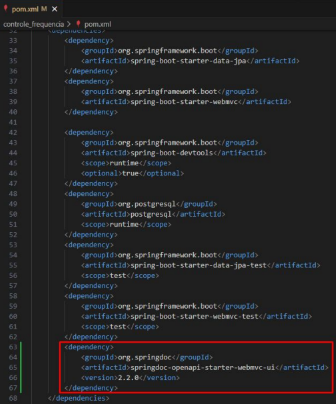 pom.xml M X
controle_frequencia > pom.xml
32 <dependencies>
33 <dependency>
34 <groupId>org.springframework.boot</groupId>
35 <artifactId>spring-boot-starter-data-jpa</artifactId>
36 </dependency>
37 <dependency>
38 <groupId>org.springframework.boot</groupId>
39 <artifactId>spring-boot-starter-webmvc</artifactId>
40 </dependency>
41
42 <dependency>
43 <groupId>org.springframework.boot</groupId>
44 <artifactId>spring-boot-devtools</artifactId>
45 <scope>runtime</scope>
46 <optional>true</optional>
47 </dependency>
48 <dependency>
49 <groupId>org.postgresql</groupId>
50 <artifactId>postgresql</artifactId>
51 <scope>runtime</scope>
52 </dependency>
53 <dependency>
54 <groupId>org.springframework.boot</groupId>
55 <artifactId>spring-boot-starter-data-jpa-test</artifactId>
56 <scope>test</scope>
57 </dependency>
58 <dependency>
59 <groupId>org.springframework.boot</groupId>
60 <artifactId>spring-boot-starter-webmvc-test</artifactId>
61 <scope>test</scope>
62 </dependency>
63 <dependency>
64 <groupId>org.springdoc</groupId>
65 <artifactId>springdoc-openapi-starter-webmvc-ui</artifactId>
66 <version>2.2.0</version>
67 </dependency>
68 </dependencies>